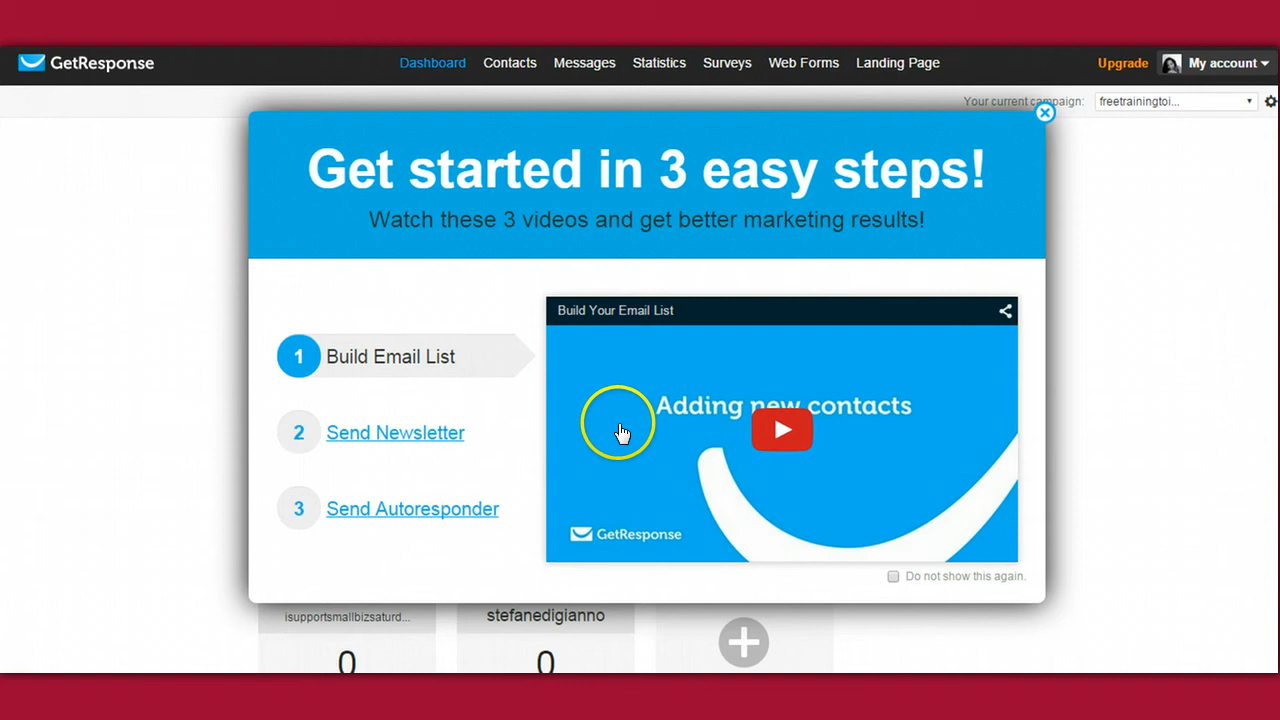 GetResponse
Dashboard Contacts Messages Statistics Surveys Web Forms Landing Page Upgrade My account
Your current campaign: freetrainingtoi...
Get started in 3 easy steps!
Watch these 3 videos and get better marketing results!
1 Build Email List
2 Send Newsletter
3 Send Autoresponder
Build Your Email List
Adding new contacts
GetResponse
Do not show this again.
isupportsmallbizsaturd... stefanedigianno
0 0